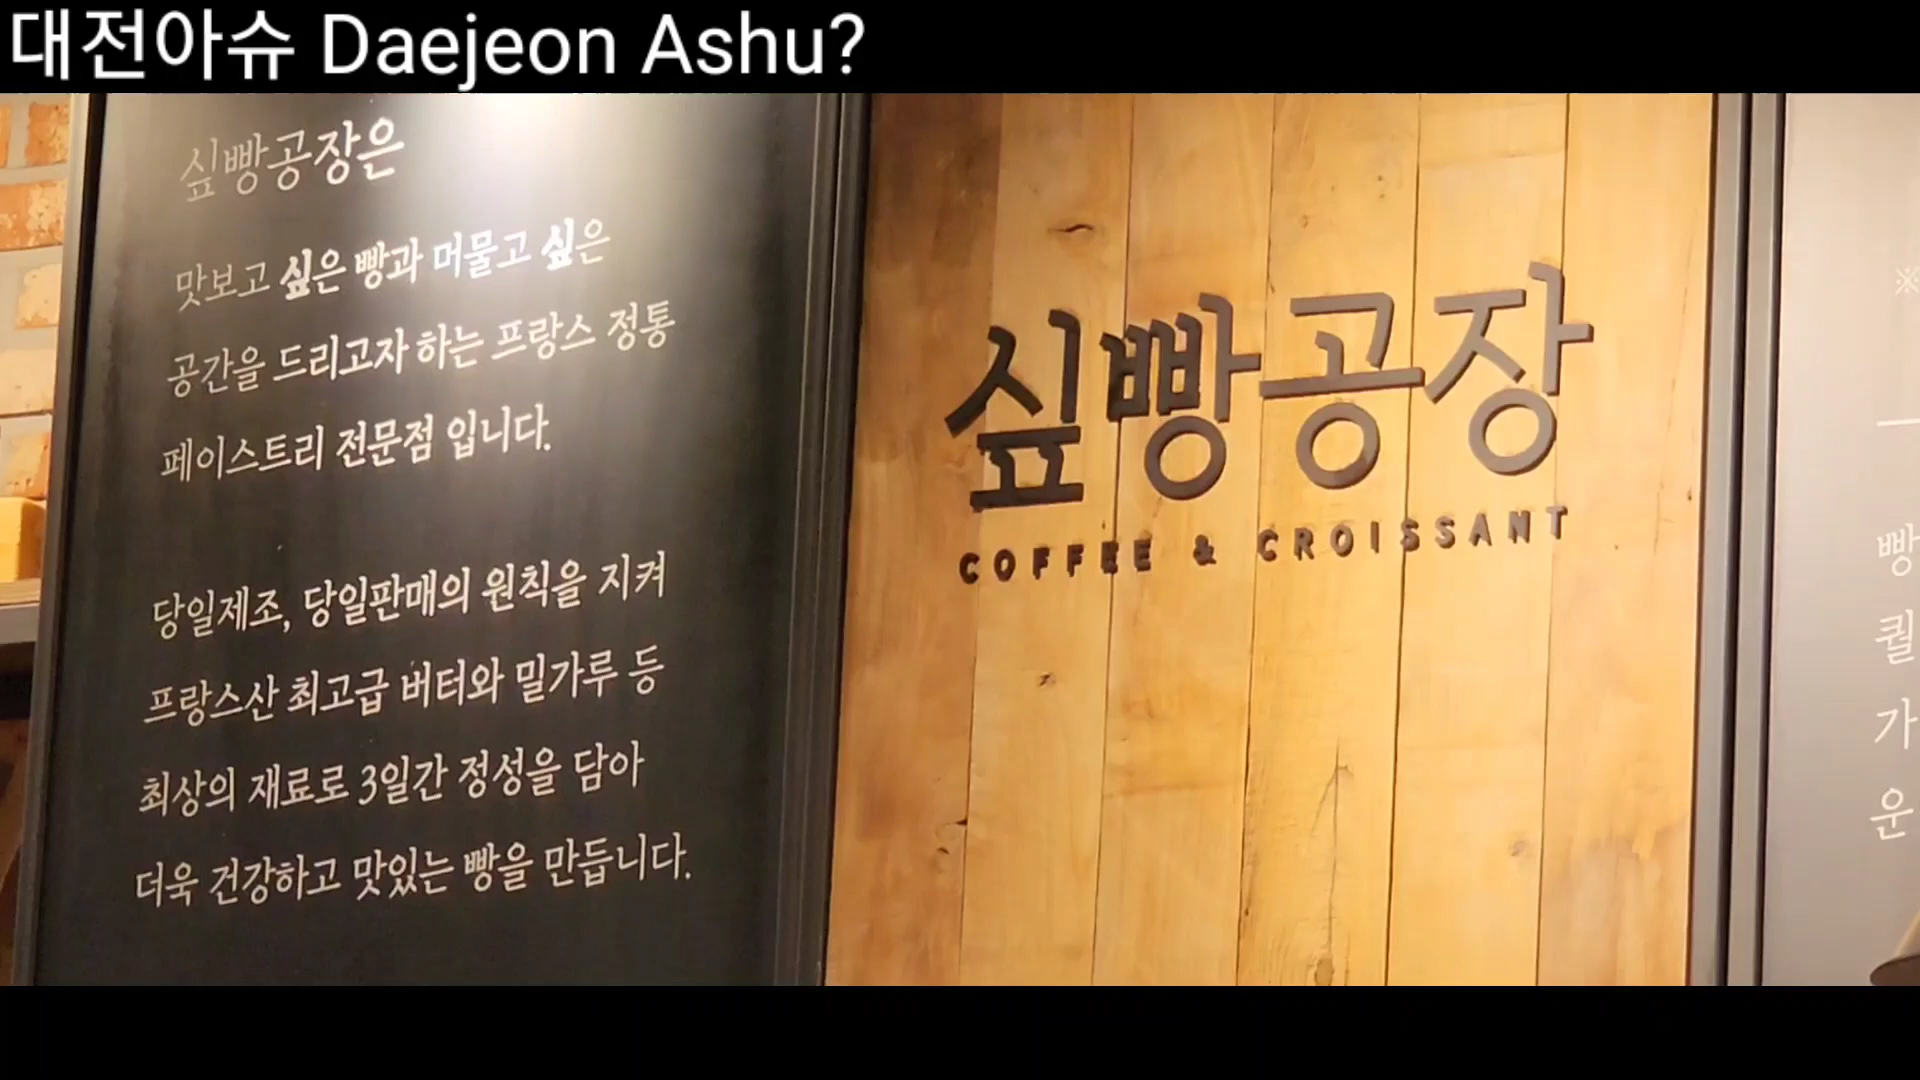 대전아슈 Daejeon Ashu?
싶빵공장은
맛보고 싶은 빵과 머물고 싶은
공간을 드리고자 하는 프랑스 정통
페이스트리 전문점 입니다.
당일제조, 당일판매의 원칙을 지켜
프랑스산 최고급 버터와 밀가루 등
최상의 재료로 3일간 정성을 담아
더욱 건강하고 맛있는 빵을 만듭니다.
싶빵공장
COFFEE & CROISSANT
※
빵
퀄
가
운